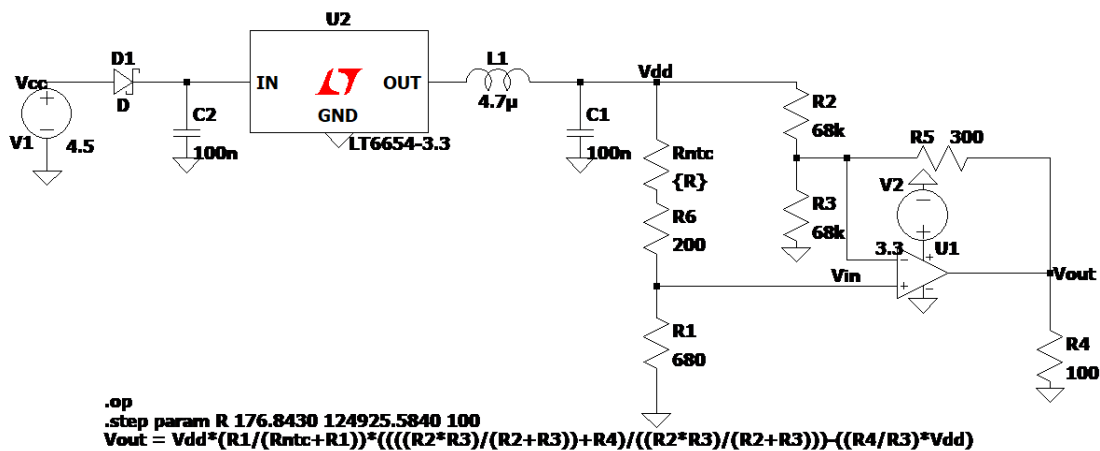 U2
D1
Vcc
IN
OUT
GND
LT6654-3.3
D
V1
4.5
C2
100n
L1
4.7µ
Vdd
C1
100n
Rntc
{R}
R6
200
R2
68k
R3
68k
R5
300
V2
3.3
U1
Vin
Vout
R1
680
R4
100
.op
.step param R 176.8430 124925.5840 100
Vout = Vdd*(R1/(Rntc+R1))*((((R2*R3)/(R2+R3))+R4)/((R2*R3)/(R2+R3)))-((R4/R3)*Vdd)